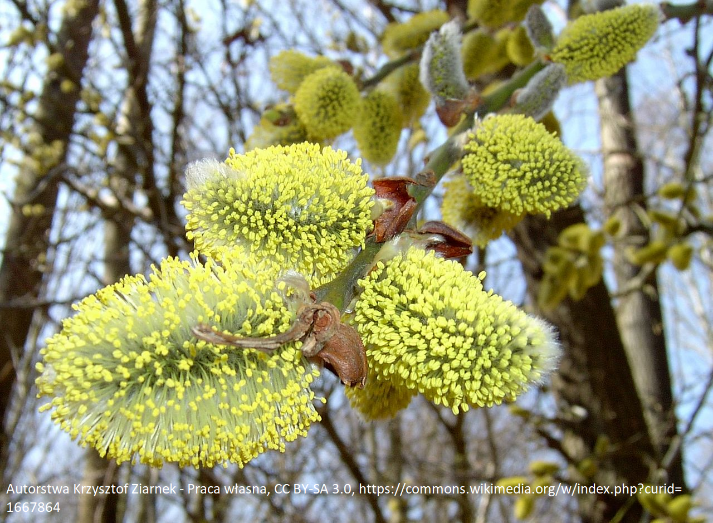 Autorstwa Krzysztof Ziarnek - Praca własna, CC BY-SA 3.0, https://commons.wikimedia.org/w/index.php?curid=
1667864